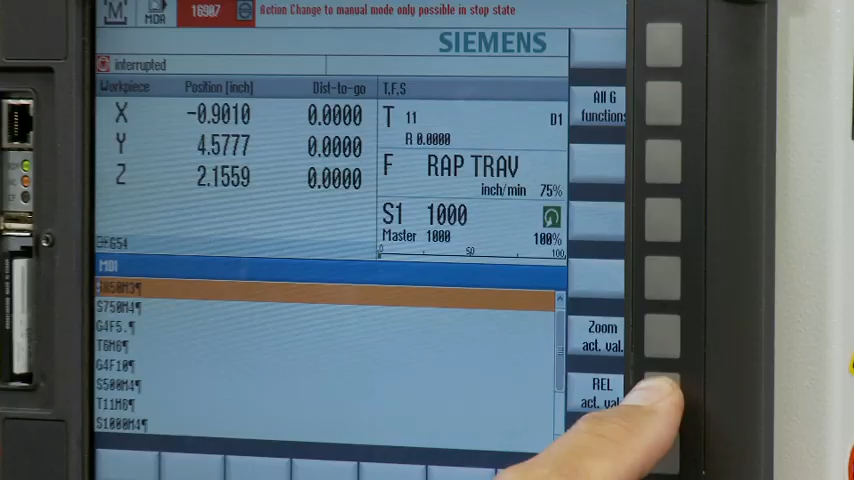 M
MDA
16907
Action Change to manual mode only possible in stop state
SIEMENS
interrupted
Workpiece Position [inch] Dist-to-go
X -0.9010 0.0000
Y 4.5777 0.0000
Z 2.1559 0.0000
G54
T,F,S
T 11 D1
R 0.0000
F RAP TRAV
inch/min 75%
S1 1000
Master 1000 100%
0 50 100
MDI
S750M4¶
G4F5.¶
T6M6¶
G4F10¶
S500M4¶
T11M6¶
S1000M4¶
All G
functions
Zoom
act. val.
REL
act. val